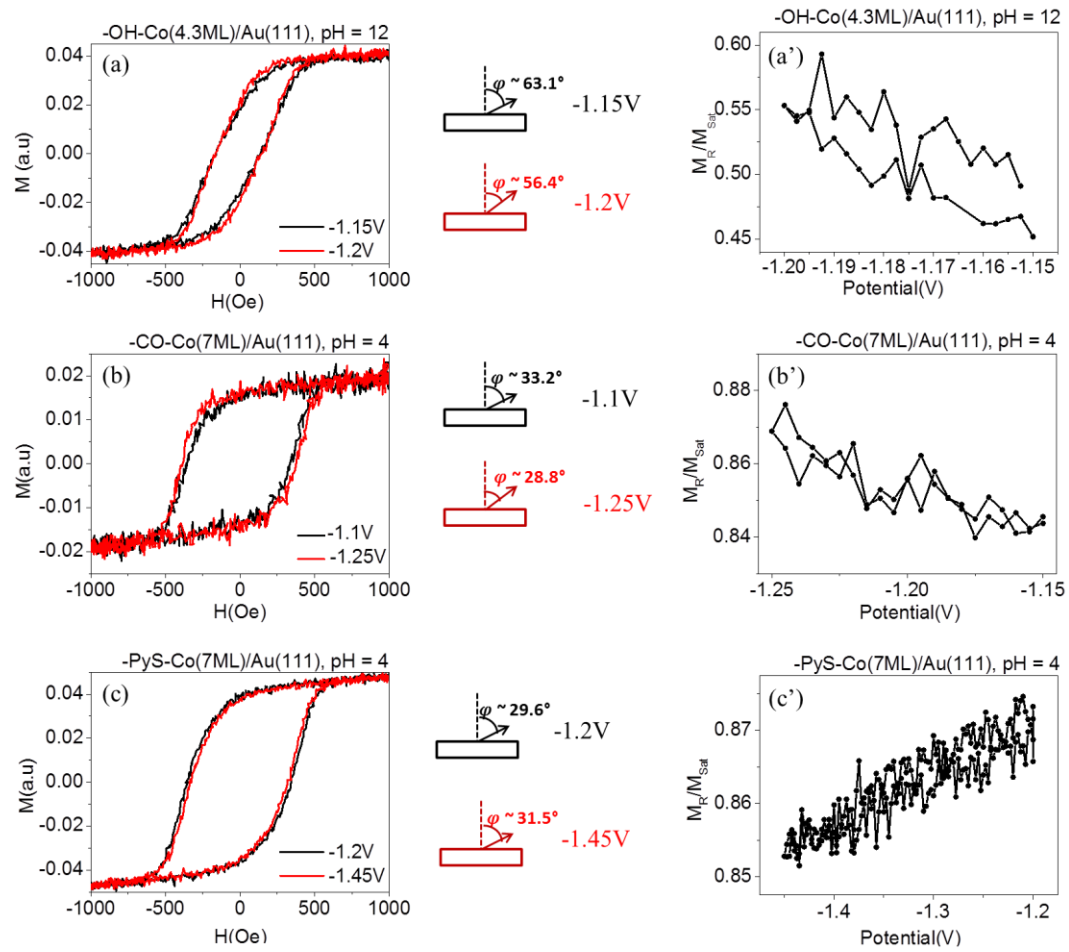 -OH-Co(4.3ML)/Au(111), pH = 12
(a)
0.04
0.02
0.00
-0.02
-0.04
M (a.u)
-1.15V
-1.2V
-1000 -500 0 500 1000
H(Oe)
φ ~ 63.1°
-1.15V
φ ~ 56.4°
-1.2V
-OH-Co(4.3ML)/Au(111), pH = 12
(a’)
0.60
0.55
0.50
0.45
MR/MSat
-1.20 -1.19 -1.18 -1.17 -1.16 -1.15
Potential(V)
-CO-Co(7ML)/Au(111), pH = 4
(b)
0.02
0.01
0.00
-0.01
-0.02
M(a.u)
-1.1V
-1.25V
-1000 -500 0 500 1000
H(Oe)
φ ~ 33.2°
-1.1V
φ ~ 28.8°
-1.25V
-CO-Co(7ML)/Au(111), pH = 4
(b’)
0.88
0.86
0.84
MR/MSat
-1.25 -1.20 -1.15
Potential(V)
-PyS-Co(7ML)/Au(111), pH = 4
(c)
0.04
0.02
0.00
-0.02
-0.04
M(a.u)
-1.2V
-1.45V
-1000 -500 0 500 1000
H(Oe)
φ ~ 29.6°
-1.2V
φ ~ 31.5°
-1.45V
-PyS-Co(7ML)/Au(111), pH = 4
(c’)
0.87
0.86
0.85
MR/MSat
-1.4 -1.3 -1.2
Potential(V)